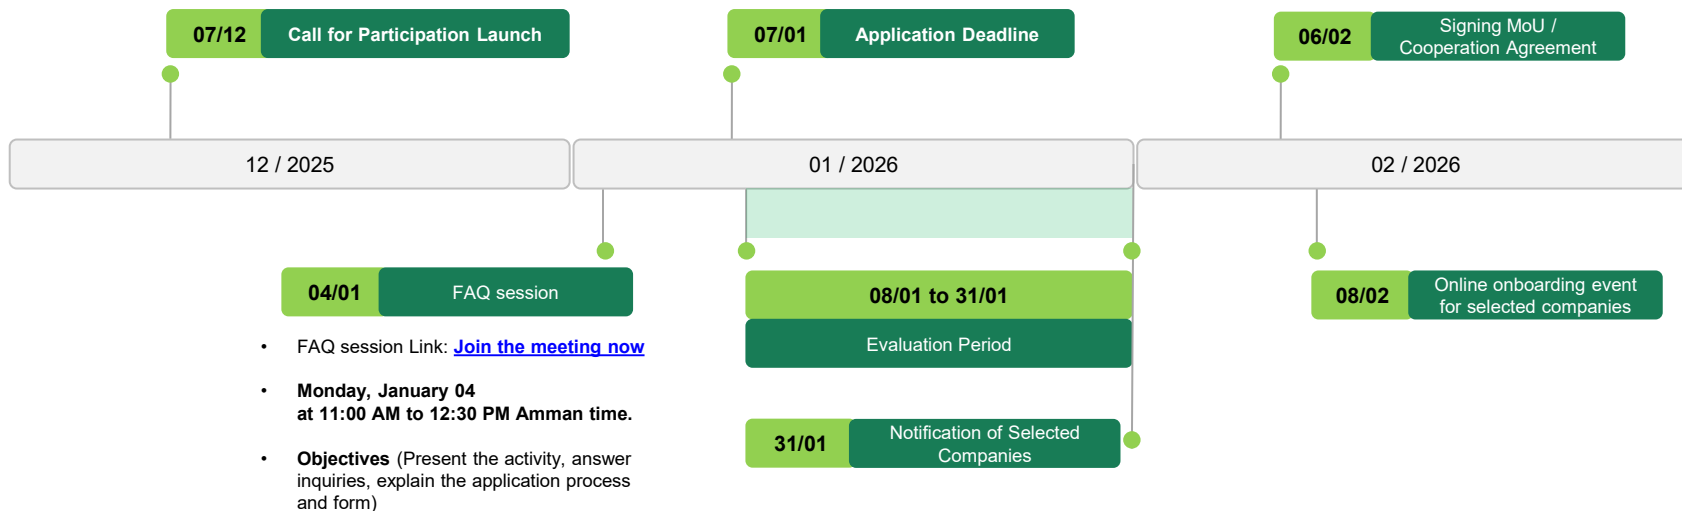 07/12
Call for Participation Launch
07/01
Application Deadline
06/02
Signing MoU /
Cooperation Agreement
12 / 2025
01 / 2026
02 / 2026
04/01
FAQ session
• FAQ session Link: Join the meeting now
• Monday, January 04
at 11:00 AM to 12:30 PM Amman time.
• Objectives (Present the activity, answer
inquiries, explain the application process
and form)
08/01 to 31/01
Evaluation Period
31/01
Notification of Selected
Companies
08/02
Online onboarding event
for selected companies